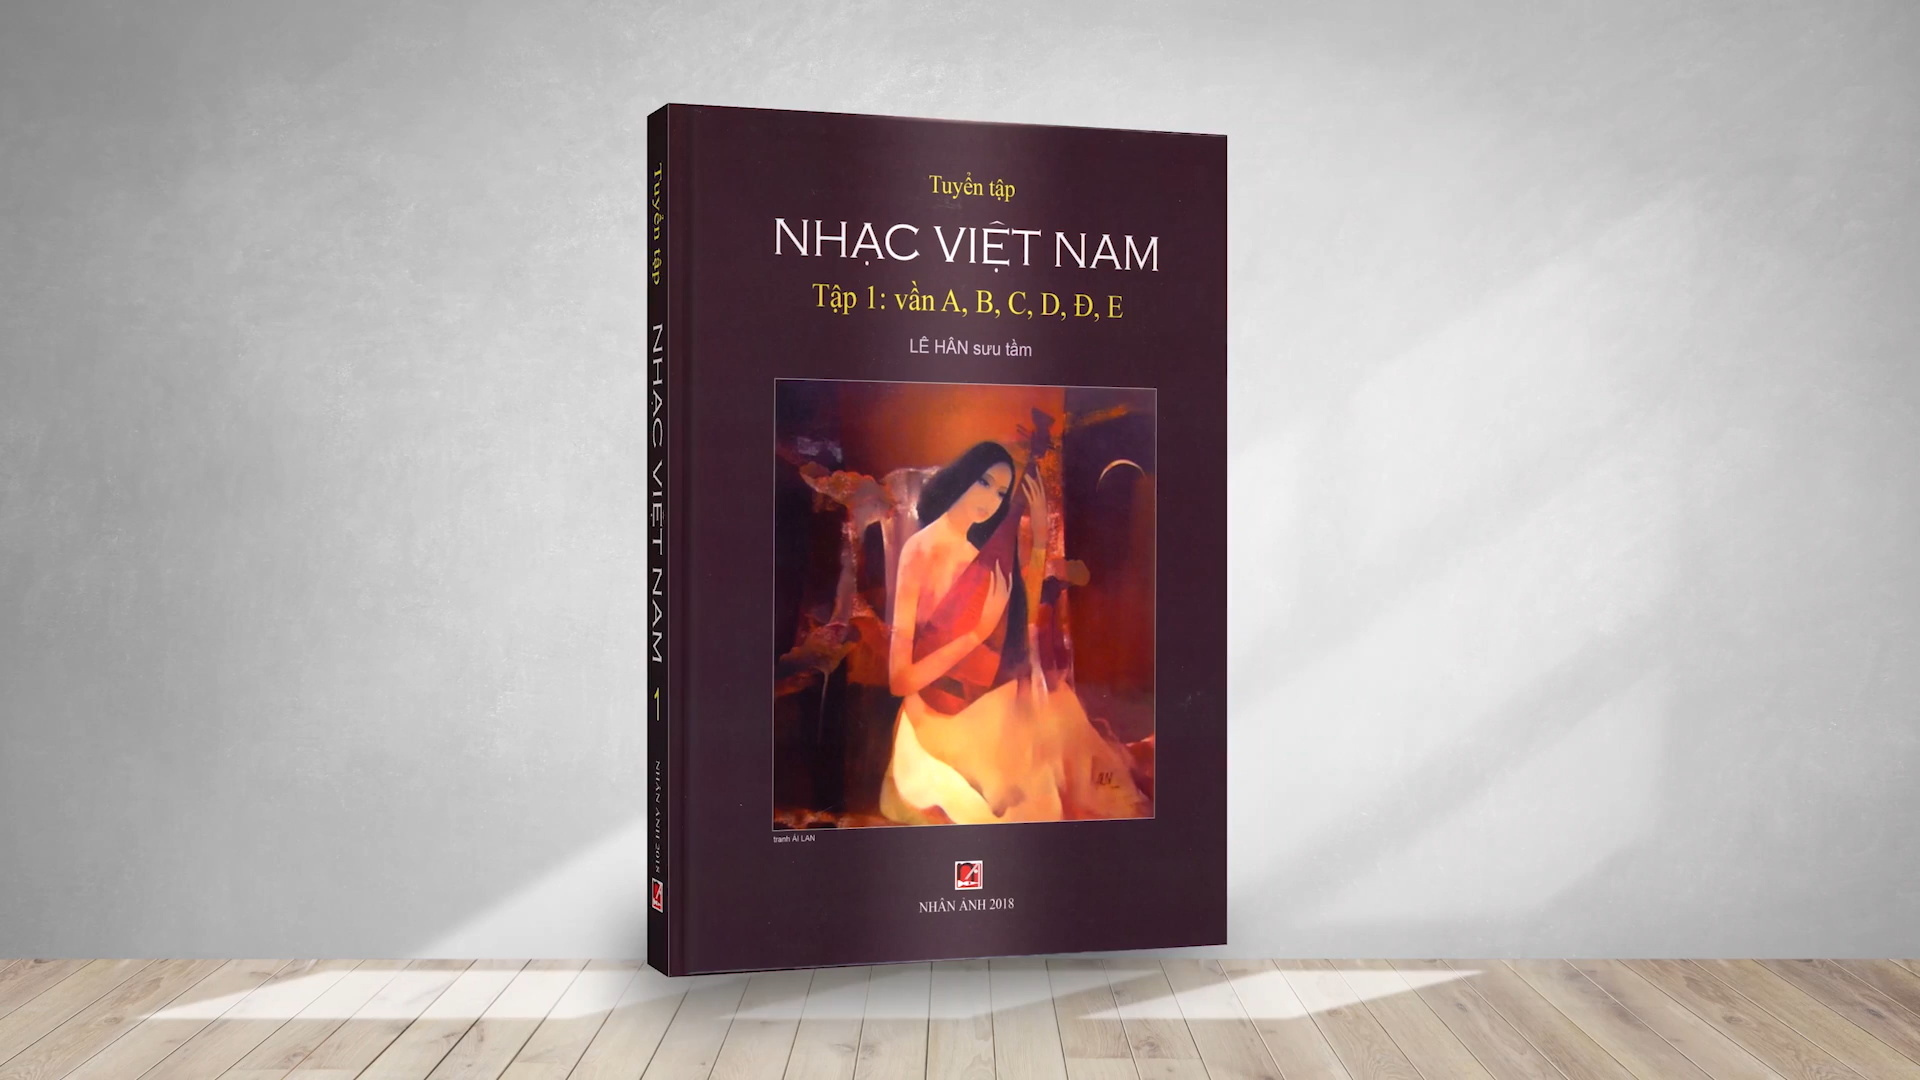 Tuyển tập
NHẠC VIỆT NAM
Tập 1: vần A, B, C, D, Đ, E
LÊ HÂN sưu tầm
tranh ÁI LAN
NHÂN ẢNH 2018
Tuyển tập NHẠC VIỆT NAM 1 NHÂN ẢNH 2018